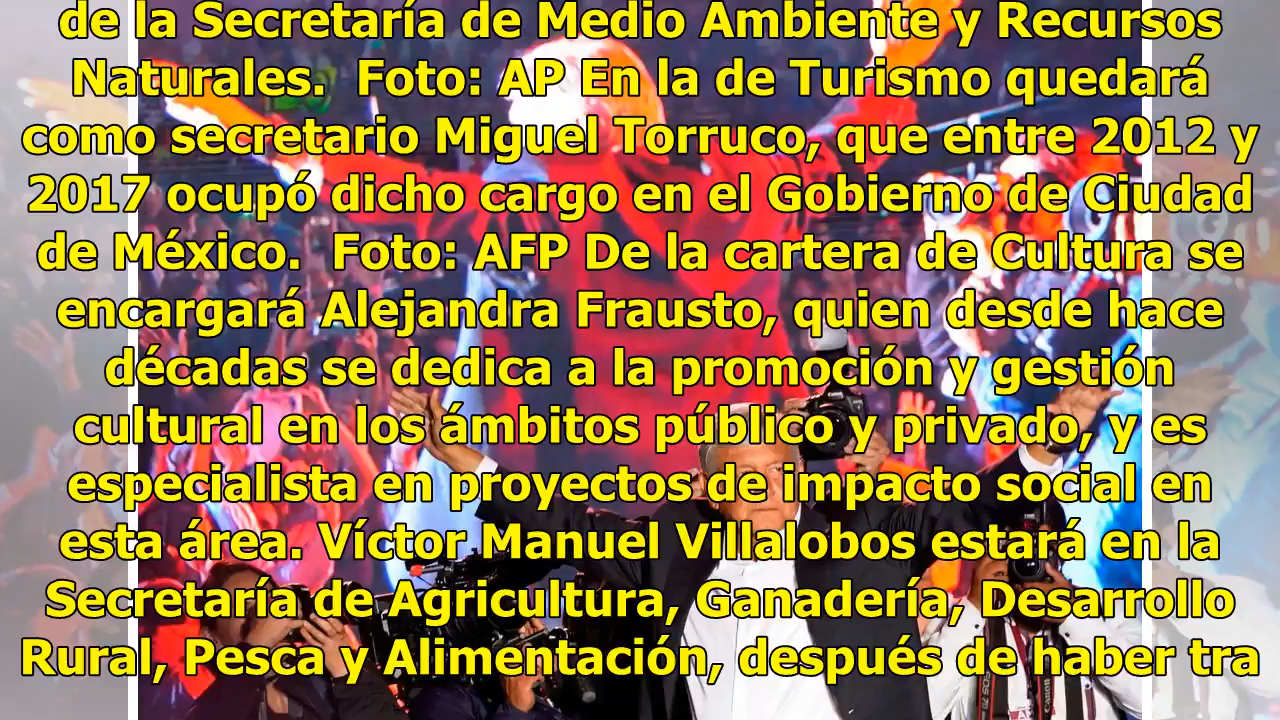 de la Secretaría de Medio Ambiente y Recursos
Naturales.  Foto: AP En la de Turismo quedará
como secretario Miguel Torruco, que entre 2012 y
2017 ocupó dicho cargo en el Gobierno de Ciudad
de México.  Foto: AFP De la cartera de Cultura se
encargará Alejandra Frausto, quien desde hace
décadas se dedica a la promoción y gestión
cultural en los ámbitos público y privado, y es
especialista en proyectos de impacto social en
esta área. Víctor Manuel Villalobos estará en la
Secretaría de Agricultura, Ganadería, Desarrollo
Rural, Pesca y Alimentación, después de haber tra
Canon